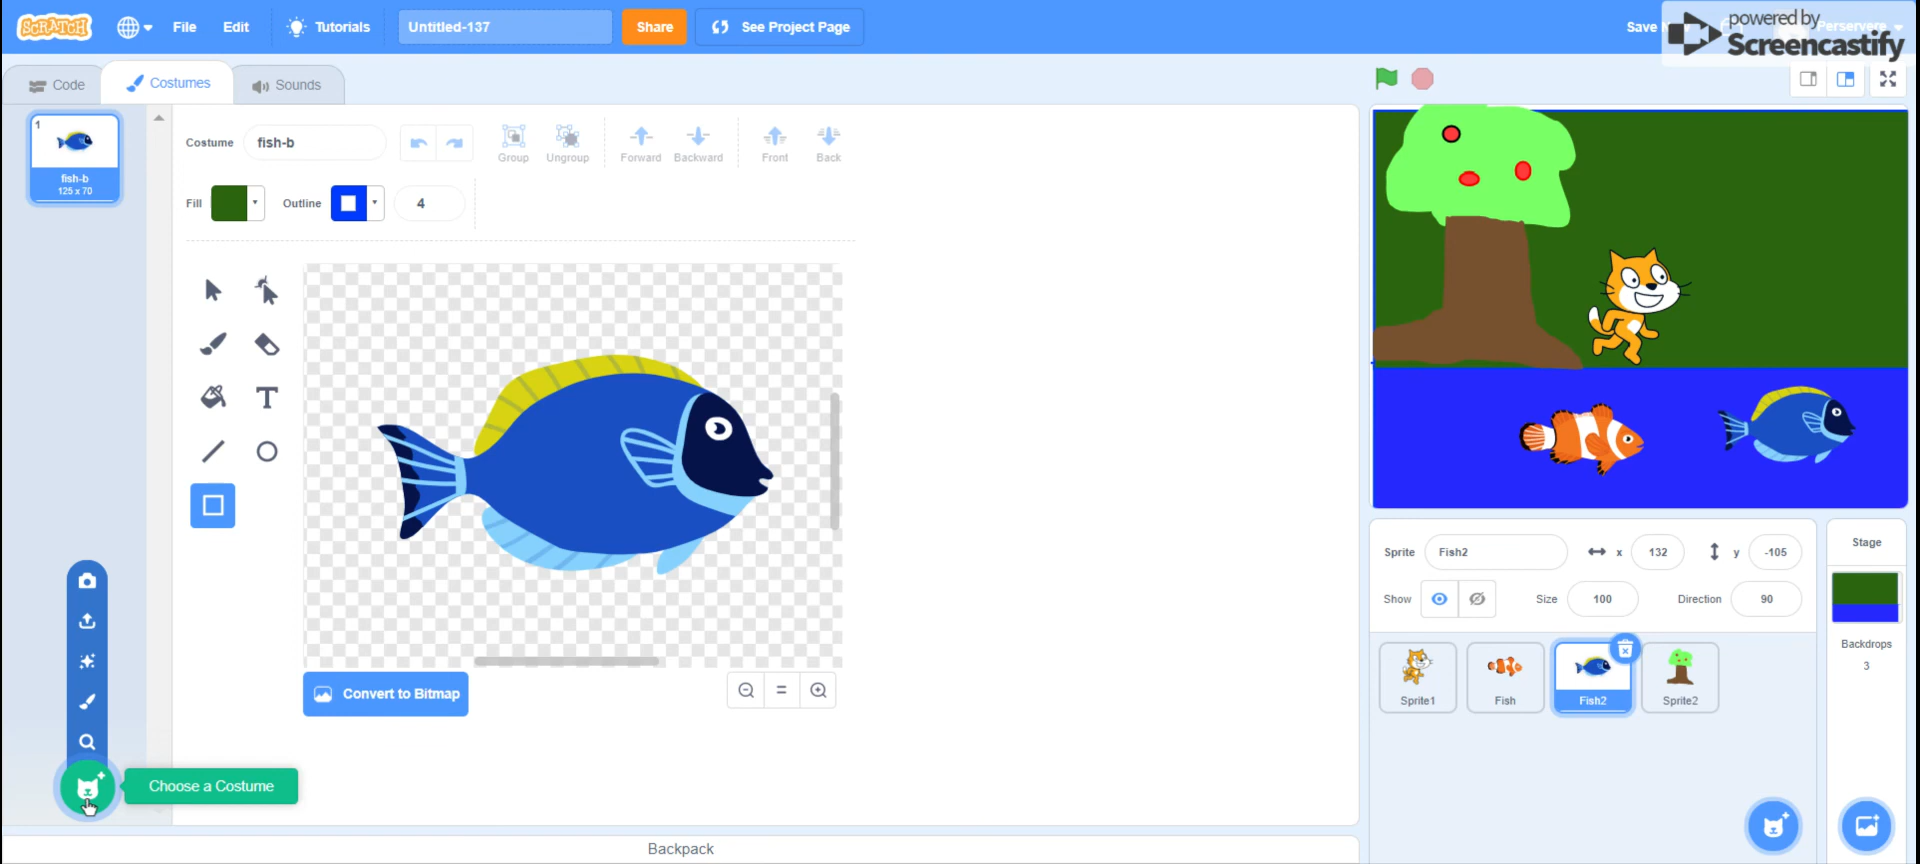 SCRATCH File Edit Tutorials Untitled-137 Share See Project Page Save
powered by
Screencastify
Perservere
Code Costumes Sounds
1
fish-b
125 x 70
Costume fish-b Group Ungroup Forward Backward Front Back
Fill Outline 4
Convert to Bitmap
Choose a Costume
Backpack
Sprite Fish2 x 132 y -105
Show Size 100 Direction 90
Sprite1 Fish Fish2 Sprite2
Stage
Backdrops
3